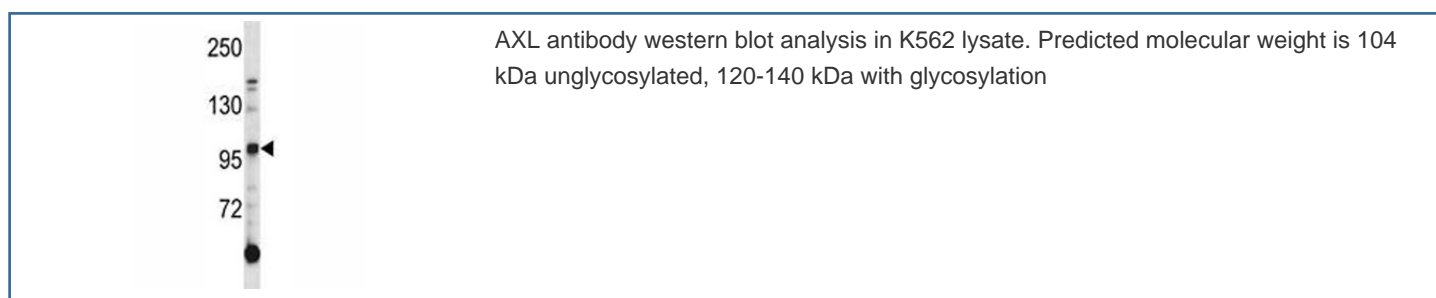 250
130
95
72
AXL antibody western blot analysis in K562 lysate. Predicted molecular weight is 104
kDa unglycosylated, 120-140 kDa with glycosylation